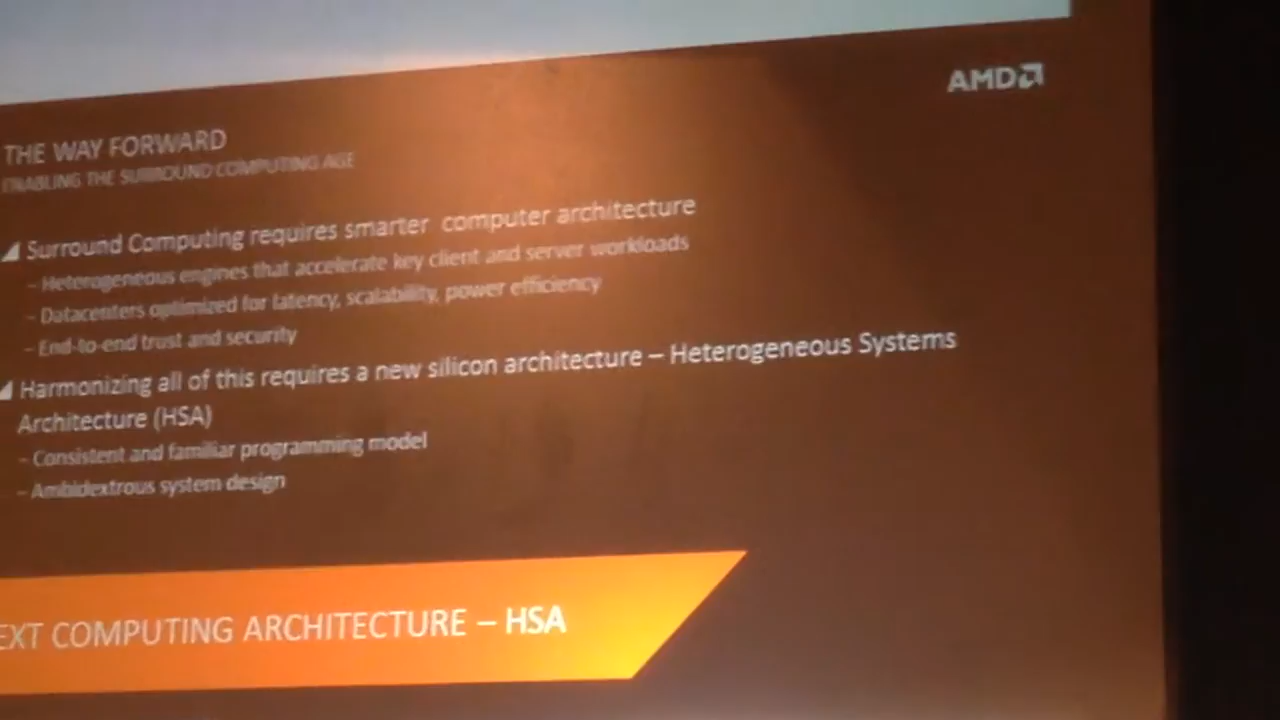 AMD
THE WAY FORWARD
ENABLING THE SURROUND COMPUTING AGE
Surround Computing requires smarter computer architecture
– Heterogeneous engines that accelerate key client and server workloads
– Datacenters optimized for latency, scalability, power efficiency
– End-to-end trust and security
Harmonizing all of this requires a new silicon architecture – Heterogeneous Systems
Architecture (HSA)
– Consistent and familiar programming model
– Ambidextrous system design
EXT COMPUTING ARCHITECTURE – HSA